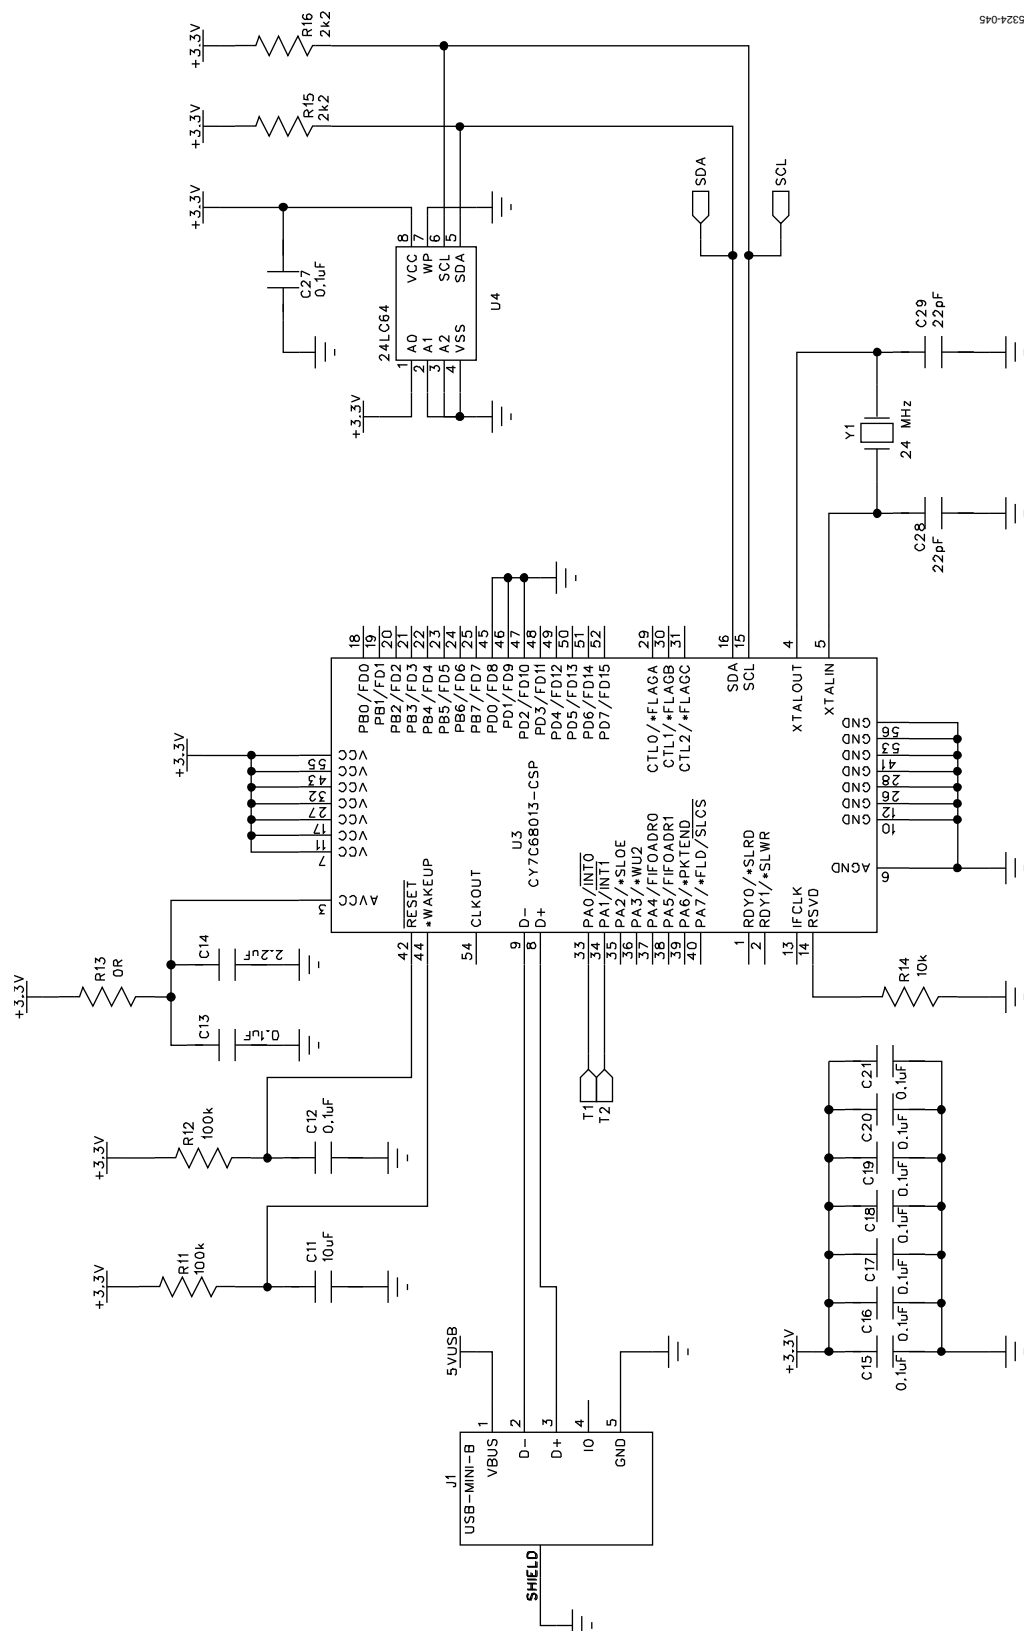 5324-045
+3.3V
R16
2k2
+3.3V
R15
2k2
+3.3V
C27
0.1uF
24LC64
U4
8 VCC
7 WP
6 SCL
5 SDA
1 A0
2 A1
3 A2
4 VSS
+3.3V
SDA
SCL
C29
22pF
Y1
24 MHz
C28
22pF
+3.3V
U3
CY7C68013-CSP
PB0/FD0 18
PB1/FD1 19
PB2/FD2 20
PB3/FD3 21
PB4/FD4 22
PB5/FD5 23
PB6/FD6 24
PB7/FD7 25
PD0/FD8 45
PD1/FD9 46
PD2/FD10 47
PD3/FD11 48
PD4/FD12 49
PD5/FD13 50
PD6/FD14 51
PD7/FD15 52
CTL0/*FLAGA 29
CTL1/*FLAGB 30
CTL2/*FLAGC 31
SDA 16
SCL 15
XTALOUT 4
XTALIN 5
VCC 55
VCC 43
VCC 32
VCC 27
VCC 17
VCC 11
VCC 7
AVCC 3
GND 56
GND 53
GND 41
GND 28
GND 26
GND 12
GND 10
AGND 6
42 RESET
44 *WAKEUP
54 CLKOUT
9 D-
8 D+
33 PA0/INT0
34 PA1/INT1
35 PA2/*SLOE
36 PA3/*WU2
37 PA4/FIFOADR0
38 PA5/FIFOADR1
39 PA6/*PKTEND
40 PA7/*FLD/SLCS
1 RDY0/*SLRD
2 RDY1/*SLWR
13 IFCLK
14 RSVD
+3.3V
R13
0R
C14
2.2uF
C13
0.1uF
+3.3V
R12
100k
C12
0.1uF
+3.3V
R11
100k
C11
10uF
T1
T2
R14
10k
+3.3V
C21
0.1uF
C20
0.1uF
C19
0.1uF
C18
0.1uF
C17
0.1uF
C16
0.1uF
C15
0.1uF
5VUSB
J1
USB-MINI-B
VBUS 1
D- 2
D+ 3
IO 4
GND 5
SHIELD